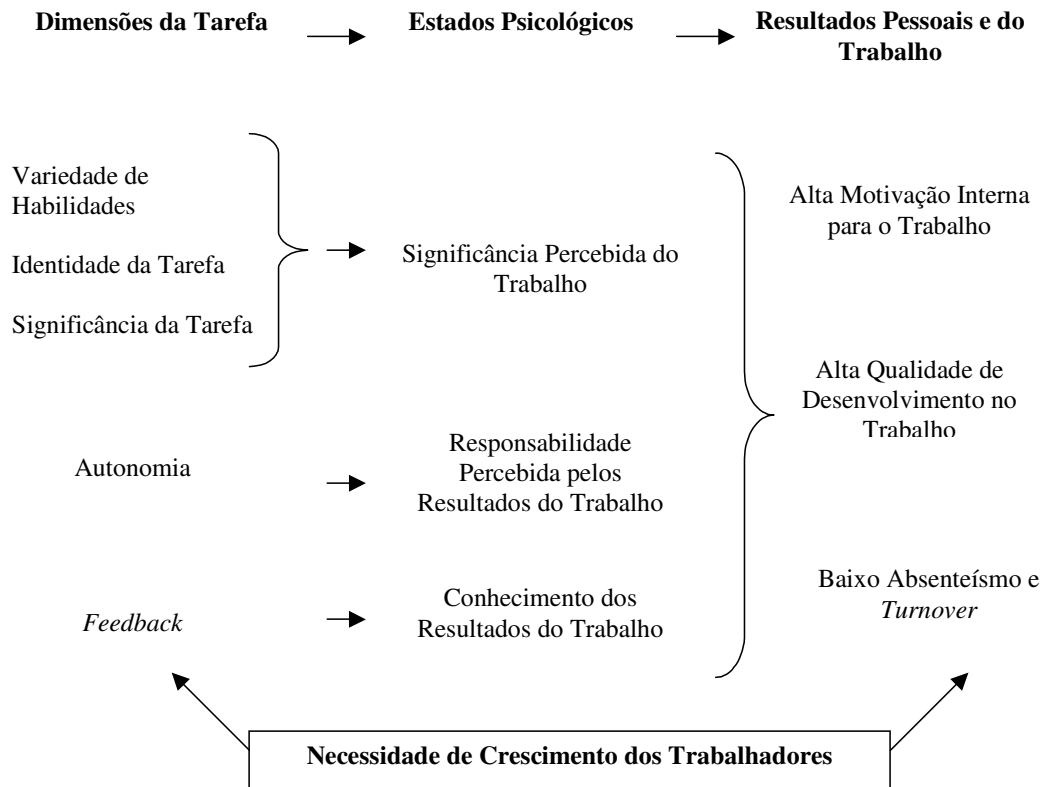 Dimensões da Tarefa
Estados Psicológicos
Resultados Pessoais e do
Trabalho
Variedade de
Habilidades
Identidade da Tarefa
Significância da Tarefa
Significância Percebida do
Trabalho
Alta Motivação Interna
para o Trabalho
Alta Qualidade de
Desenvolvimento no
Trabalho
Autonomia
Responsabilidade
Percebida pelos
Resultados do Trabalho
Feedback
Conhecimento dos
Resultados do Trabalho
Baixo Absenteísmo e
Turnover
Necessidade de Crescimento dos Trabalhadores